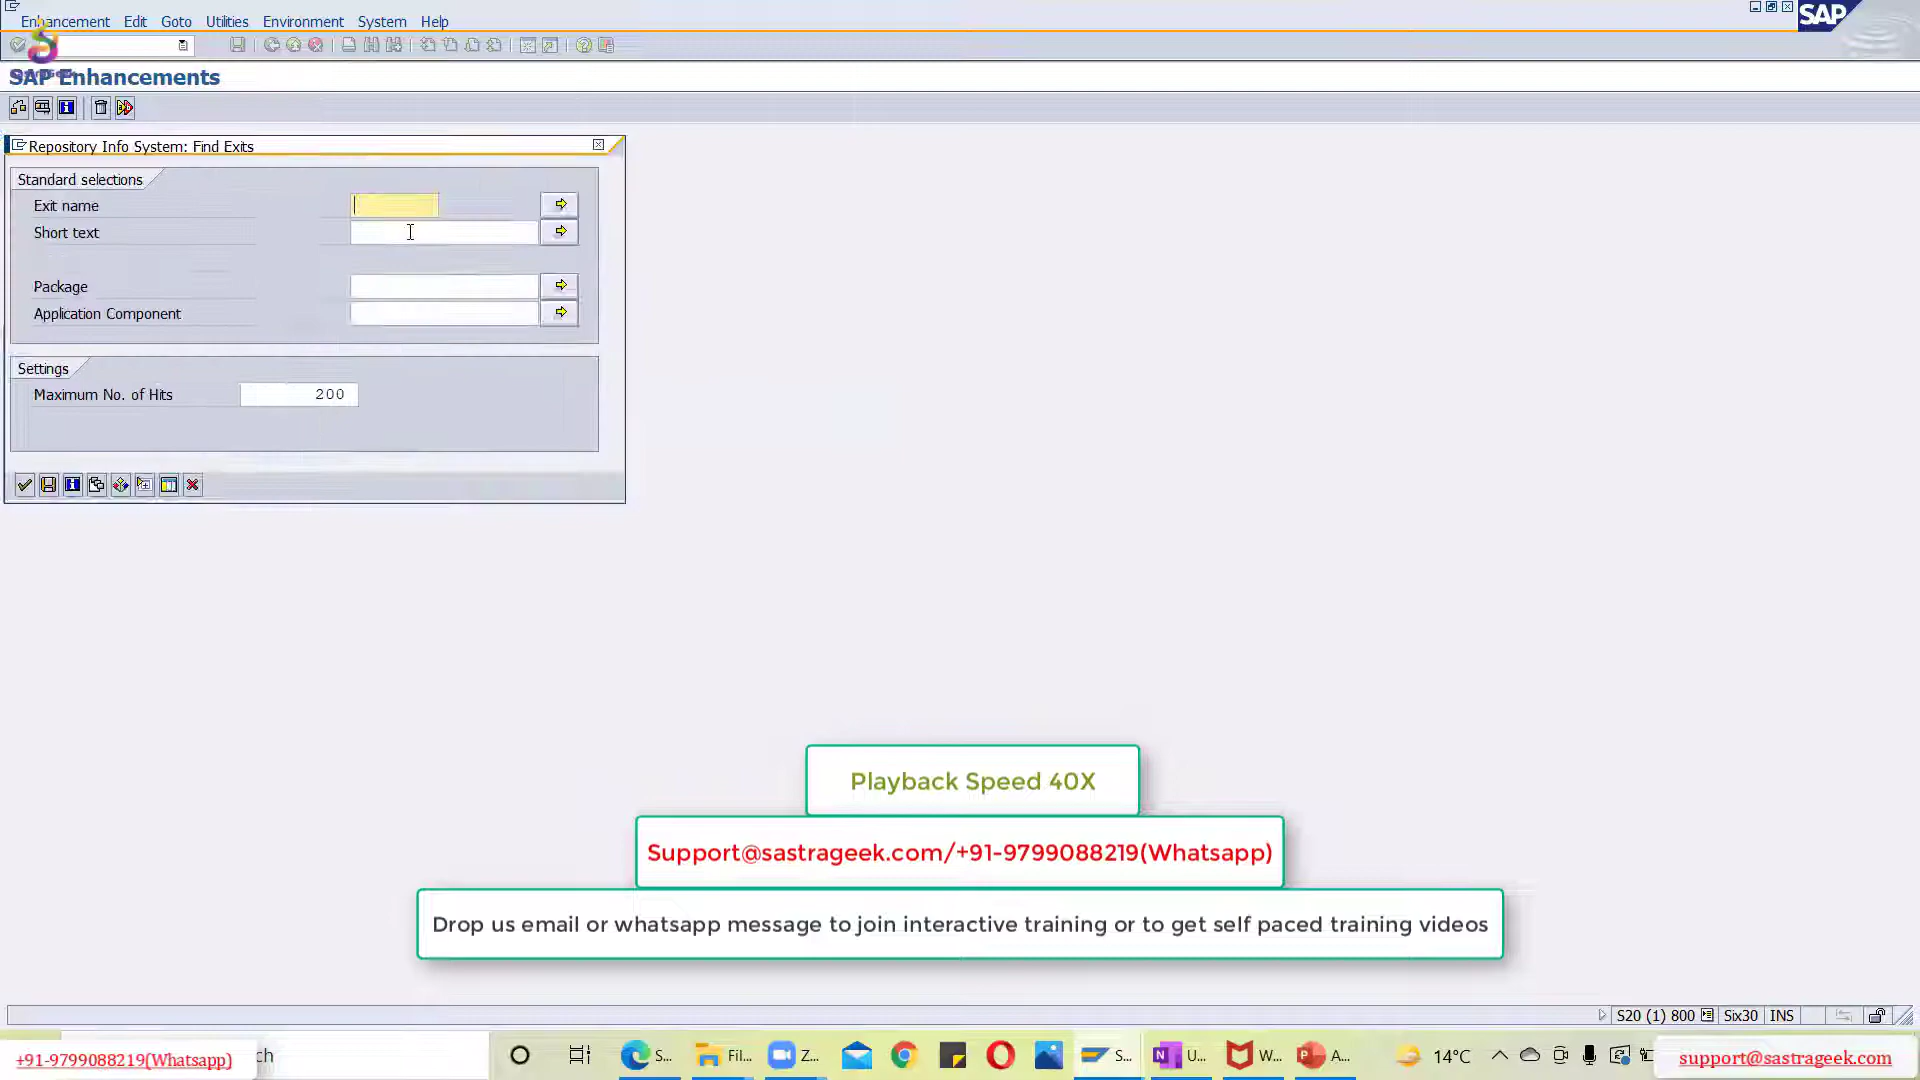 Enhancement Edit Goto Utilities Environment System Help
SAP
SAP Enhancements
Repository Info System: Find Exits
Standard selections
Exit name
Short text
Package
Application Component
Settings
Maximum No. of Hits 200
Playback Speed 40X
Support@sastrageek.com/+91-9799088219(Whatsapp)
Drop us email or whatsapp message to join interactive training or to get self paced training videos
S20 (1) 800 Six30 INS
+91-9799088219(Whatsapp) ch S... Fil... Z... S... U... W... A... 14°C support@sastrageek.com